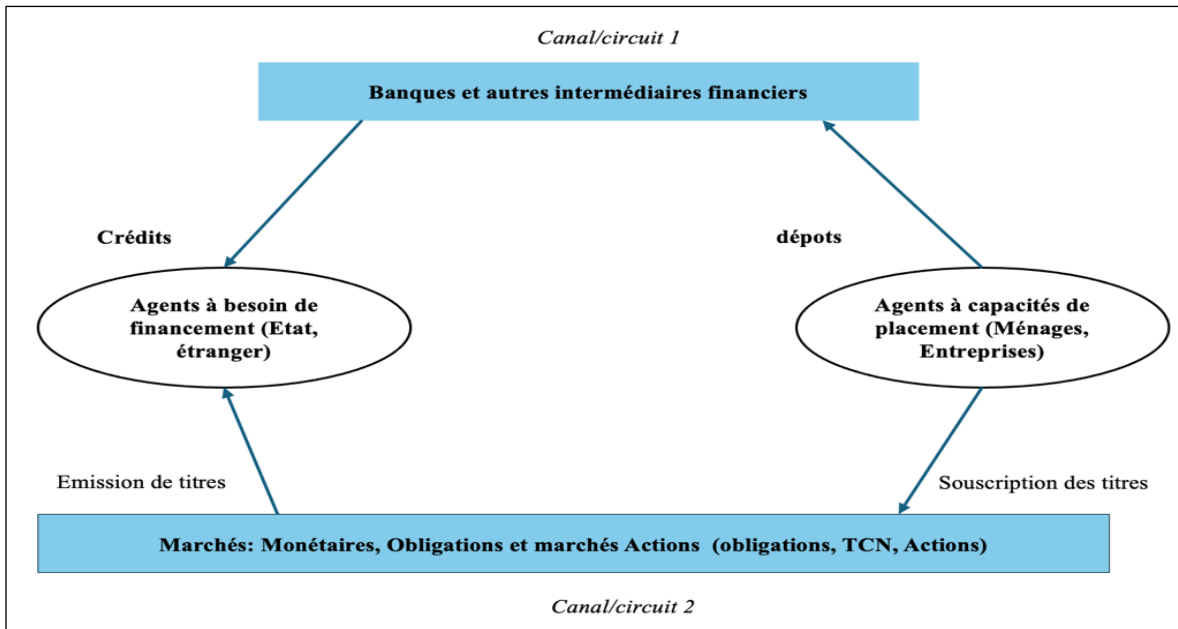 Canal/circuit 1
Banques et autres intermédiaires financiers
Crédits
dépots
Agents à besoin de
financement (Etat,
étranger)
Agents à capacités de
placement (Ménages,
Entreprises)
Emission de titres
Souscription des titres
Marchés: Monétaires, Obligations et marchés Actions (obligations, TCN, Actions)
Canal/circuit 2